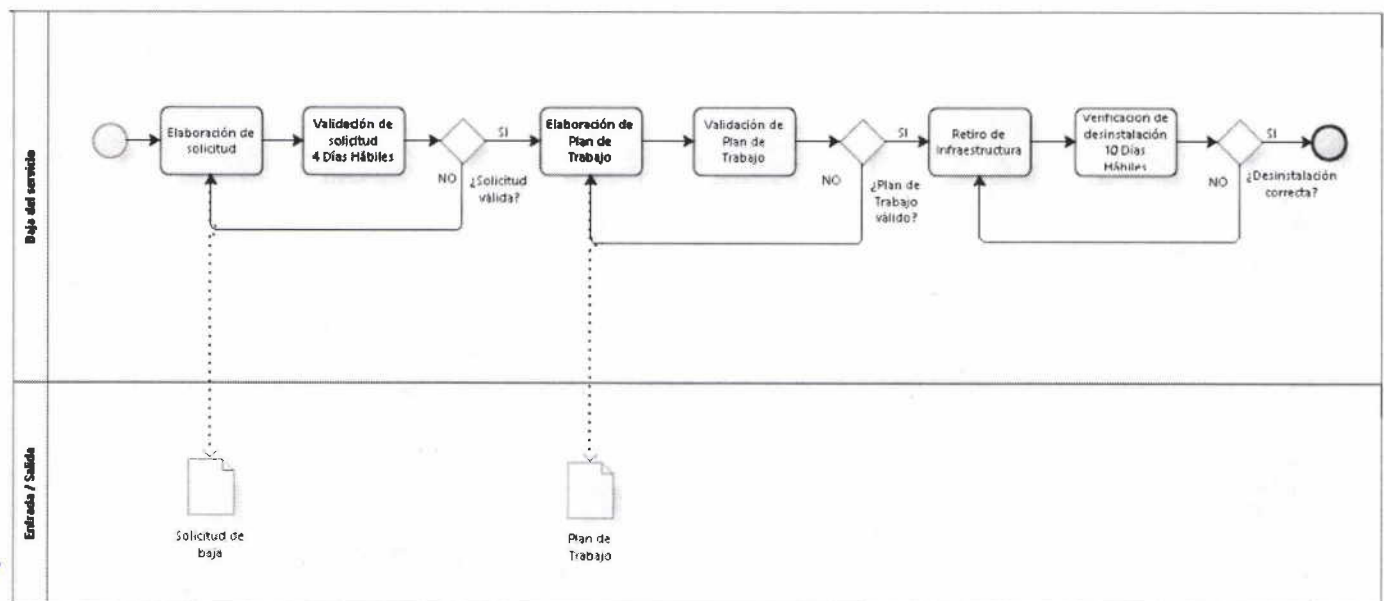 Baja del servicio
Elaboración de
solicitud
Validación de
solicitud
4 Días Hábiles
SI
NO
¿Solicitud
válida?
Elaboración de
Plan de
Trabajo
Validación de
Plan de
Trabajo
SI
NO
¿Plan de
Trabajo
válido?
Retiro de
Infraestructura
Verificación de
desinstalación
10 Días
Hábiles
SI
NO
¿Desinstalación
correcta?
Entrada / Salida
Solicitud de
baja
Plan de
Trabajo